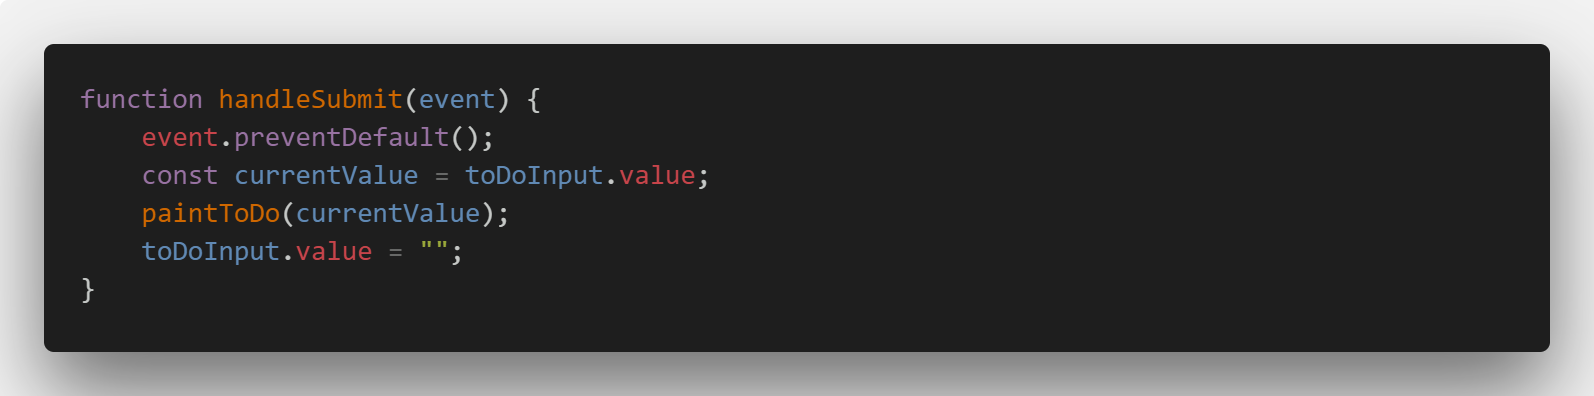 function handleSubmit(event) {
    event.preventDefault();
    const currentValue = toDoInput.value;
    paintToDo(currentValue);
    toDoInput.value = "";
}